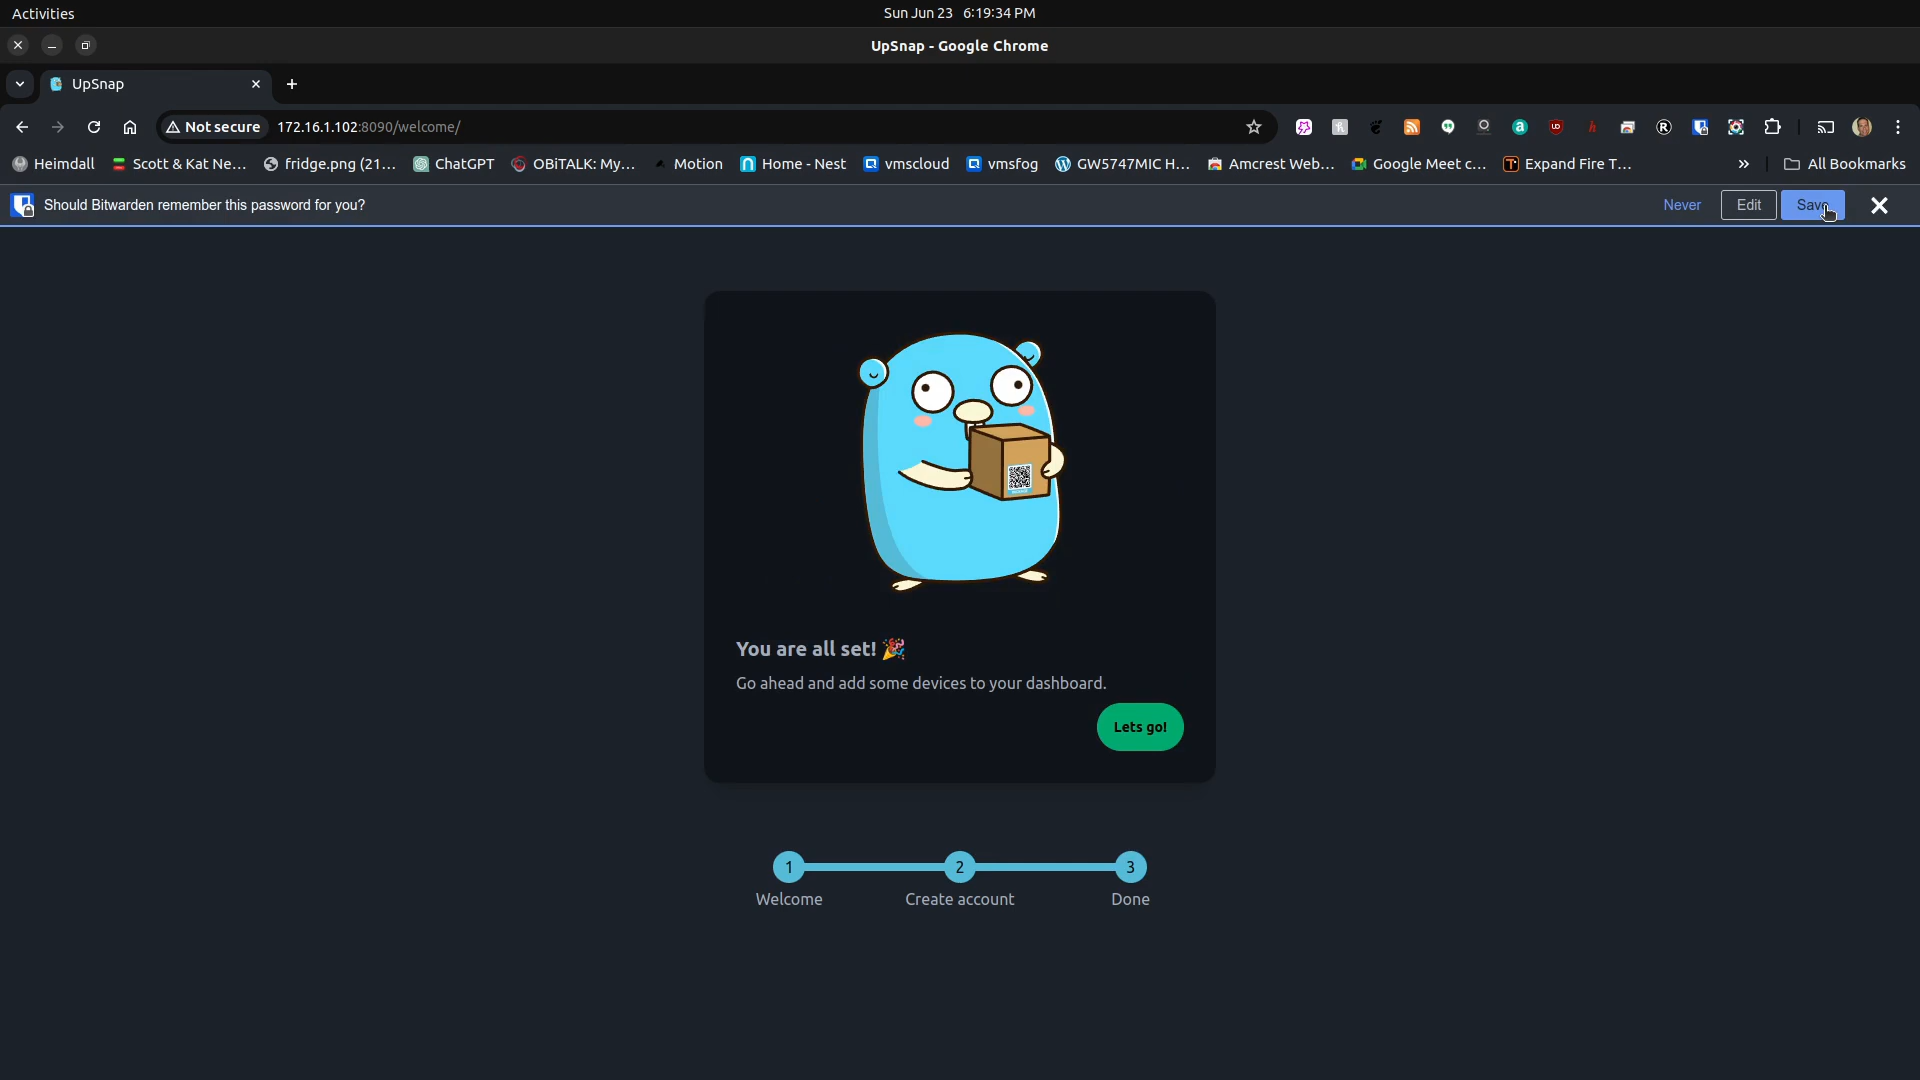 Activities
Sun Jun 23 6:19:34 PM
UpSnap - Google Chrome
UpSnap
Not secure 172.16.1.102:8090/welcome/
Heimdall Scott & Kat Ne... fridge.png (21... ChatGPT OBiTALK: My... Motion Home - Nest vmscloud vmsfog GW5747MIC H... Amcrest Web... Google Meet c... Expand Fire T... » All Bookmarks
Should Bitwarden remember this password for you? Never Edit Save
You are all set! 🎉
Go ahead and add some devices to your dashboard.
Lets go!
1 2 3
Welcome Create account Done